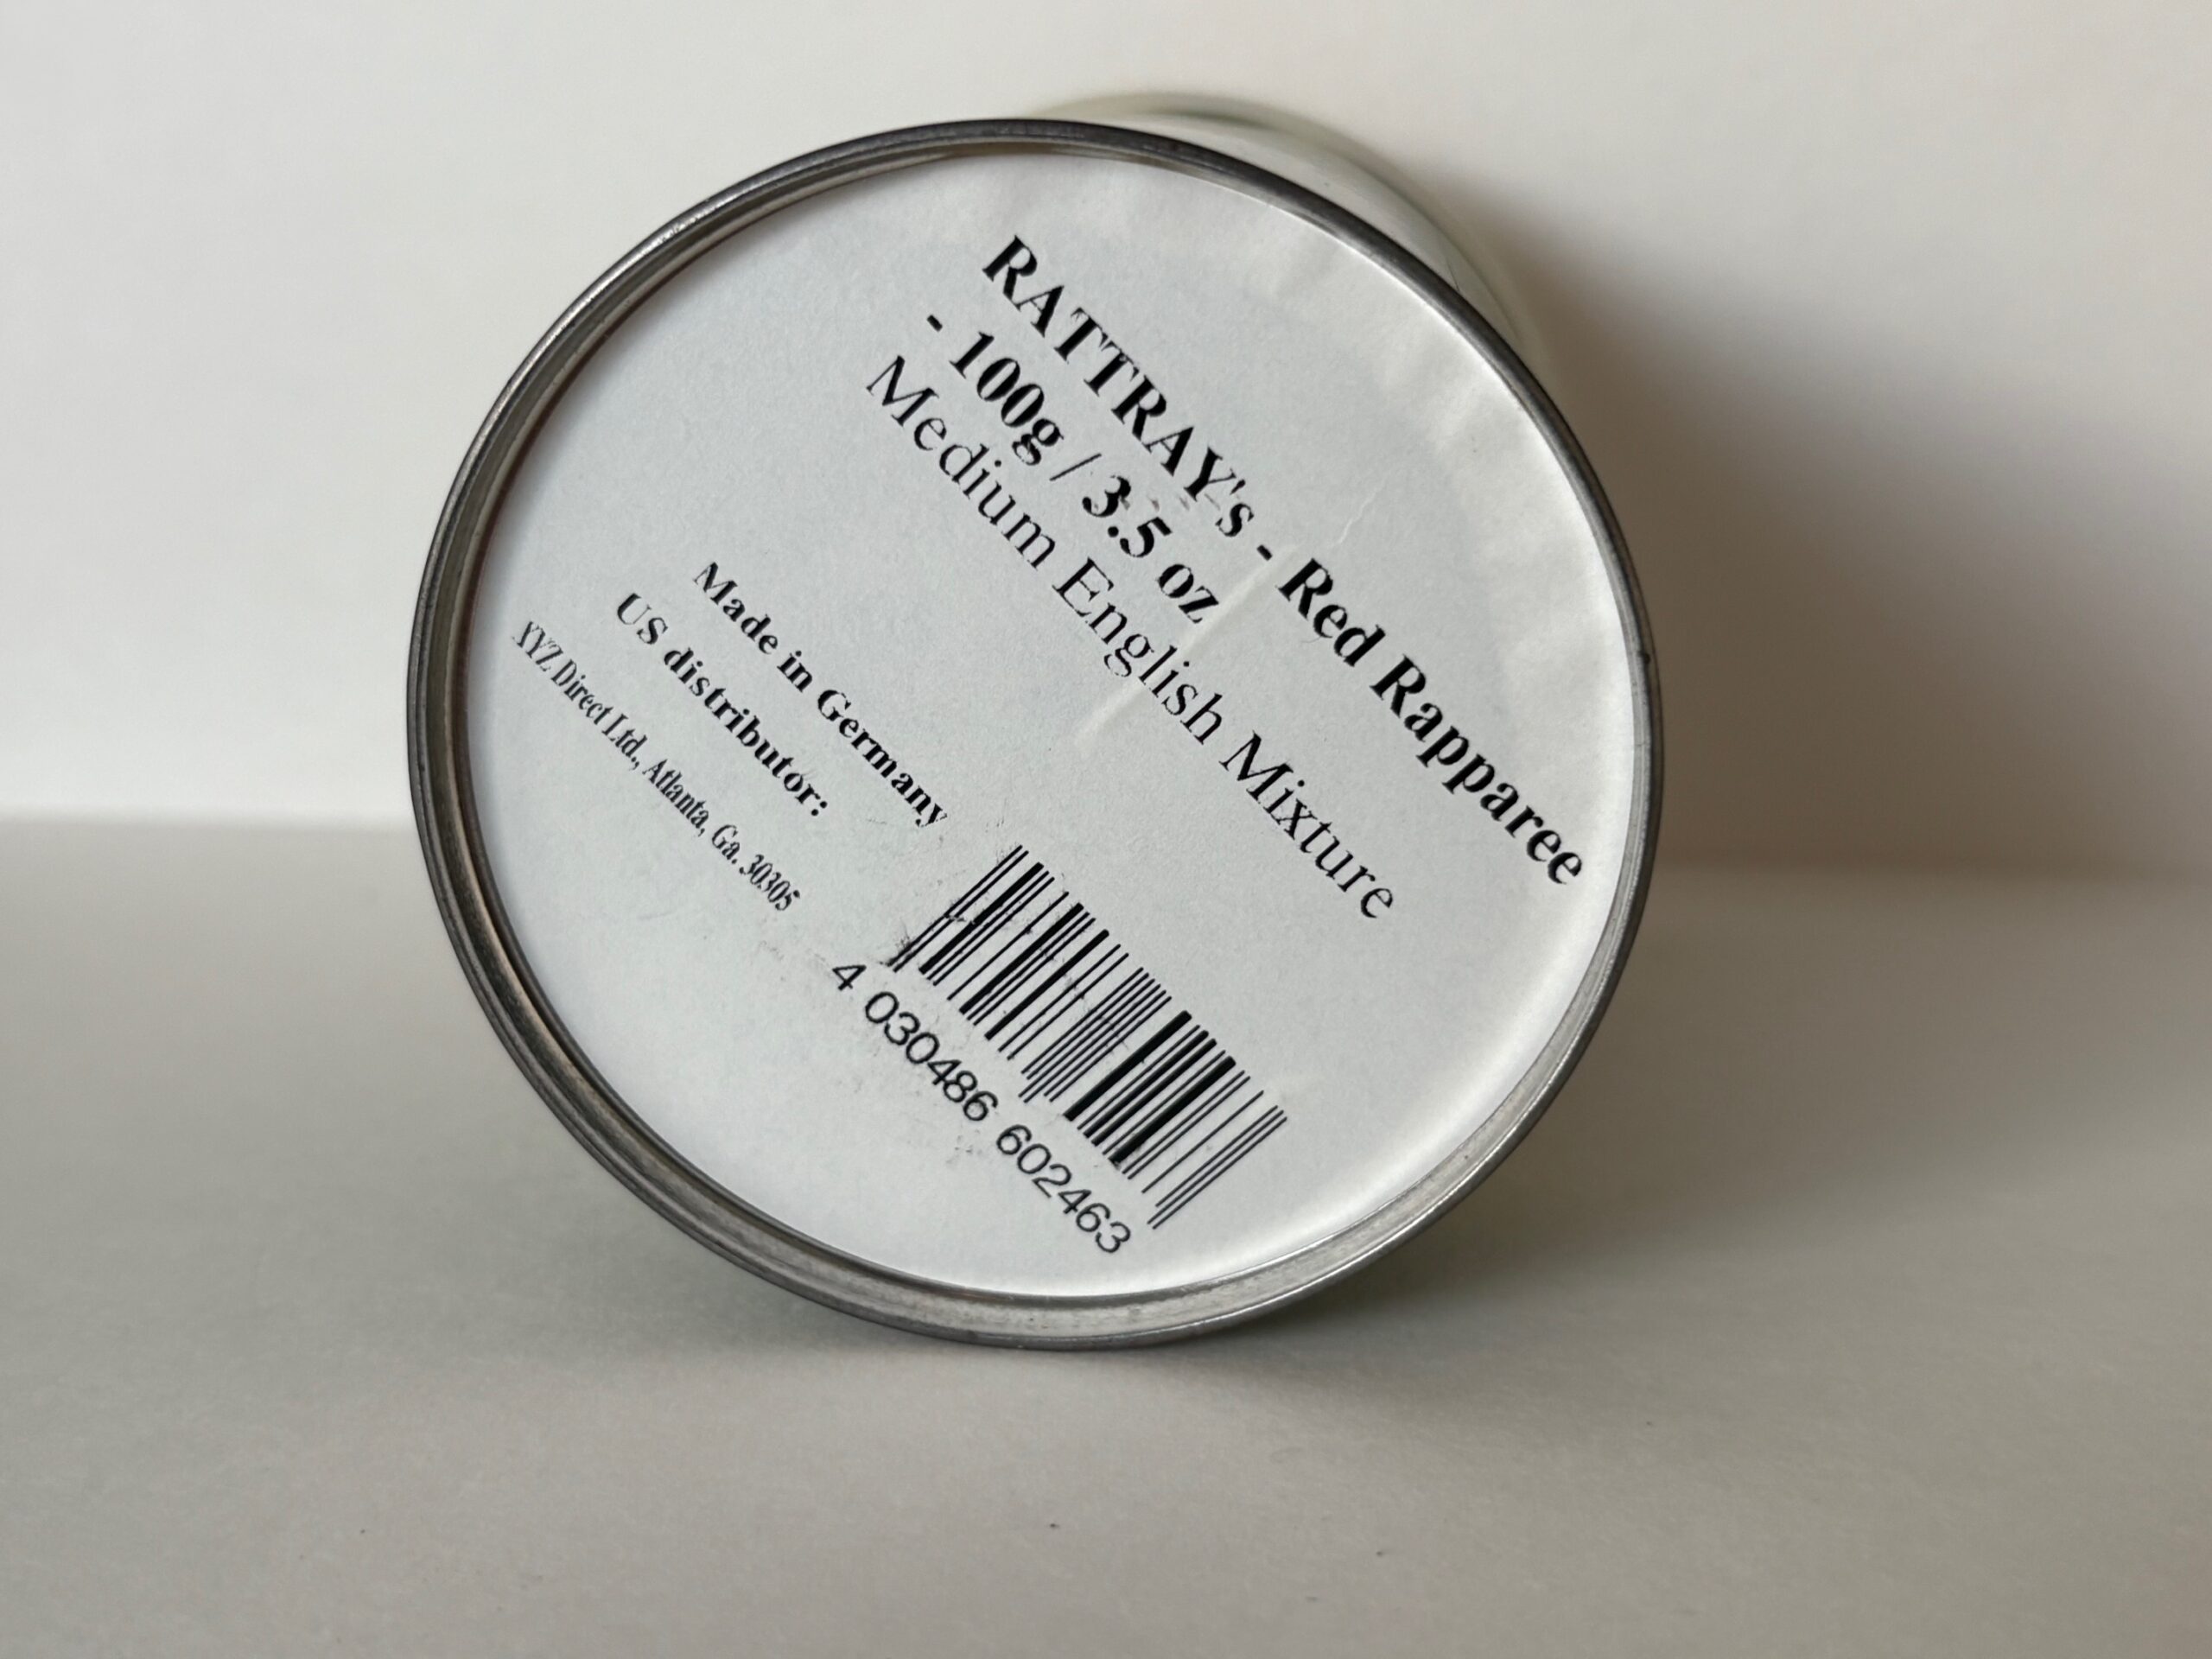 RATTRAY's - Red Rapparee
- 100g / 3.5 oz
Medium English Mixture
Made in Germany
US distributor:
XYZ Direct Ltd., Atlanta, Ga. 30305
4 030486 602463